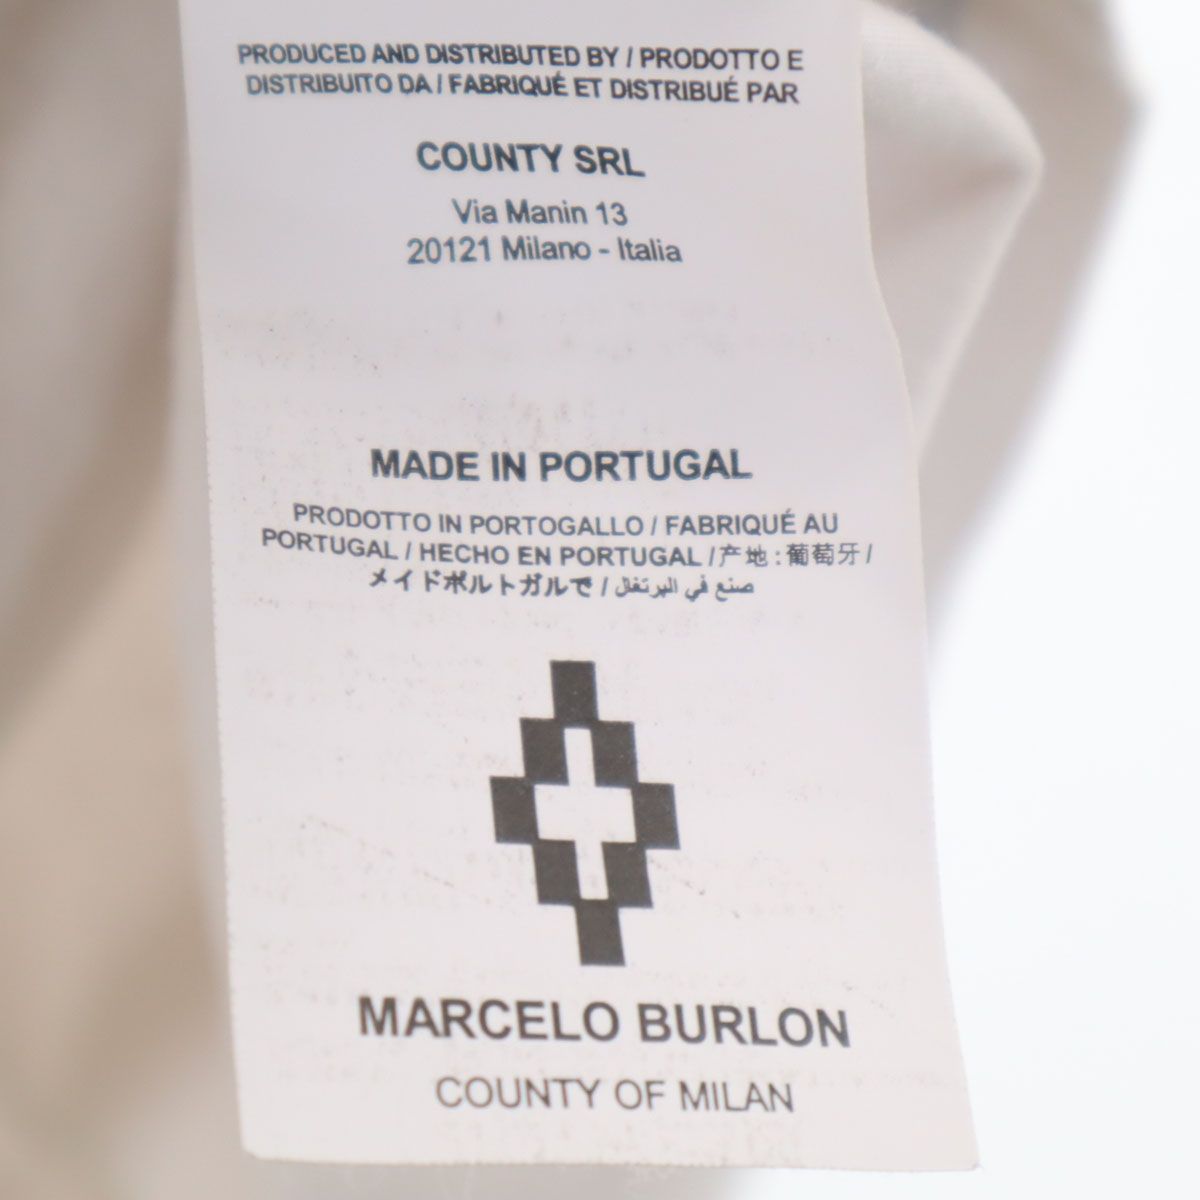 PRODUCED AND DISTRIBUTED BY / PRODOTTO E
DISTRIBUITO DA / FABRIQUÉ ET DISTRIBUÉ PAR
COUNTY SRL
Via Manin 13
20121 Milano - Italia
MADE IN PORTUGAL
PRODOTTO IN PORTOGALLO / FABRIQUÉ AU
PORTUGAL / HECHO EN PORTUGAL / 产地 : 葡萄牙 /
メイドポルトガルで / صنع في البرتغال
MARCELO BURLON
COUNTY OF MILAN